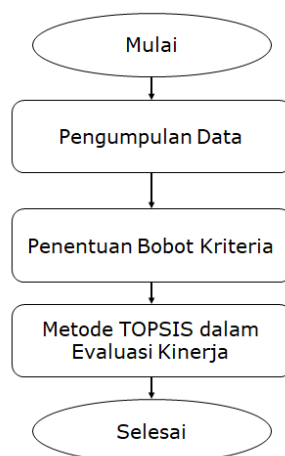 Mulai
Pengumpulan Data
Penentuan Bobot Kriteria
Metode TOPSIS dalam
Evaluasi Kinerja
Selesai